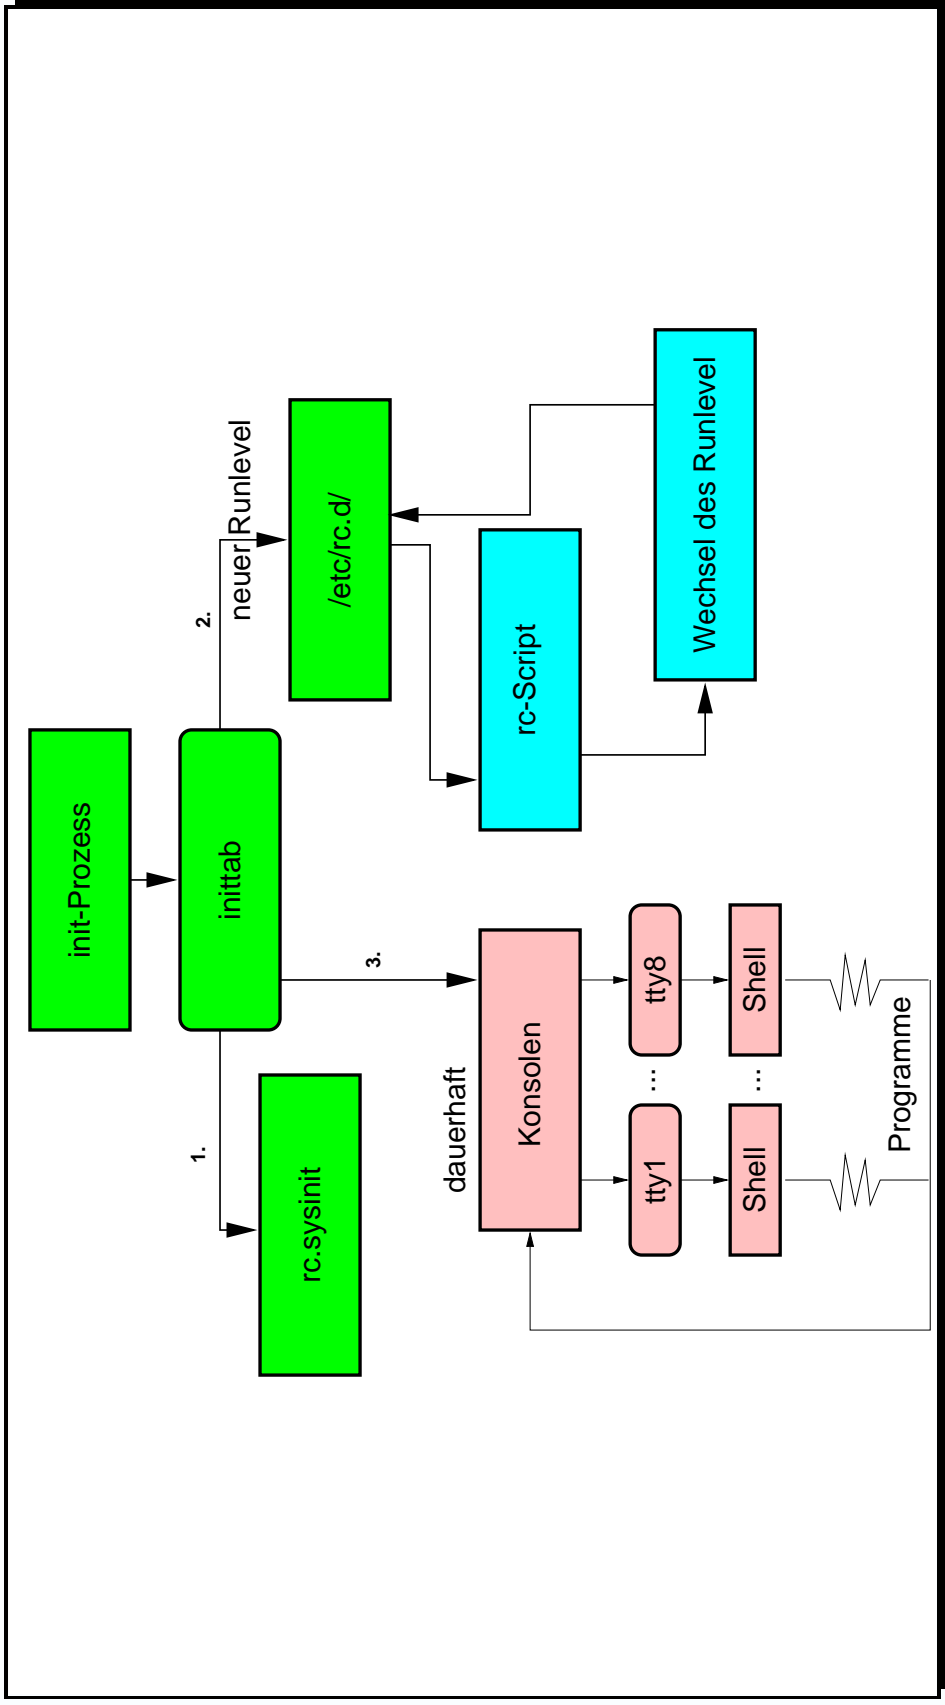 init-Prozess
inittab
1.
2.
neuer Runlevel
rc.sysinit
/etc/rc.d/
3.
dauerhaft
Konsolen
rc-Script
tty1
...
tty8
Wechsel des Runlevel
Shell
...
Shell
Programme